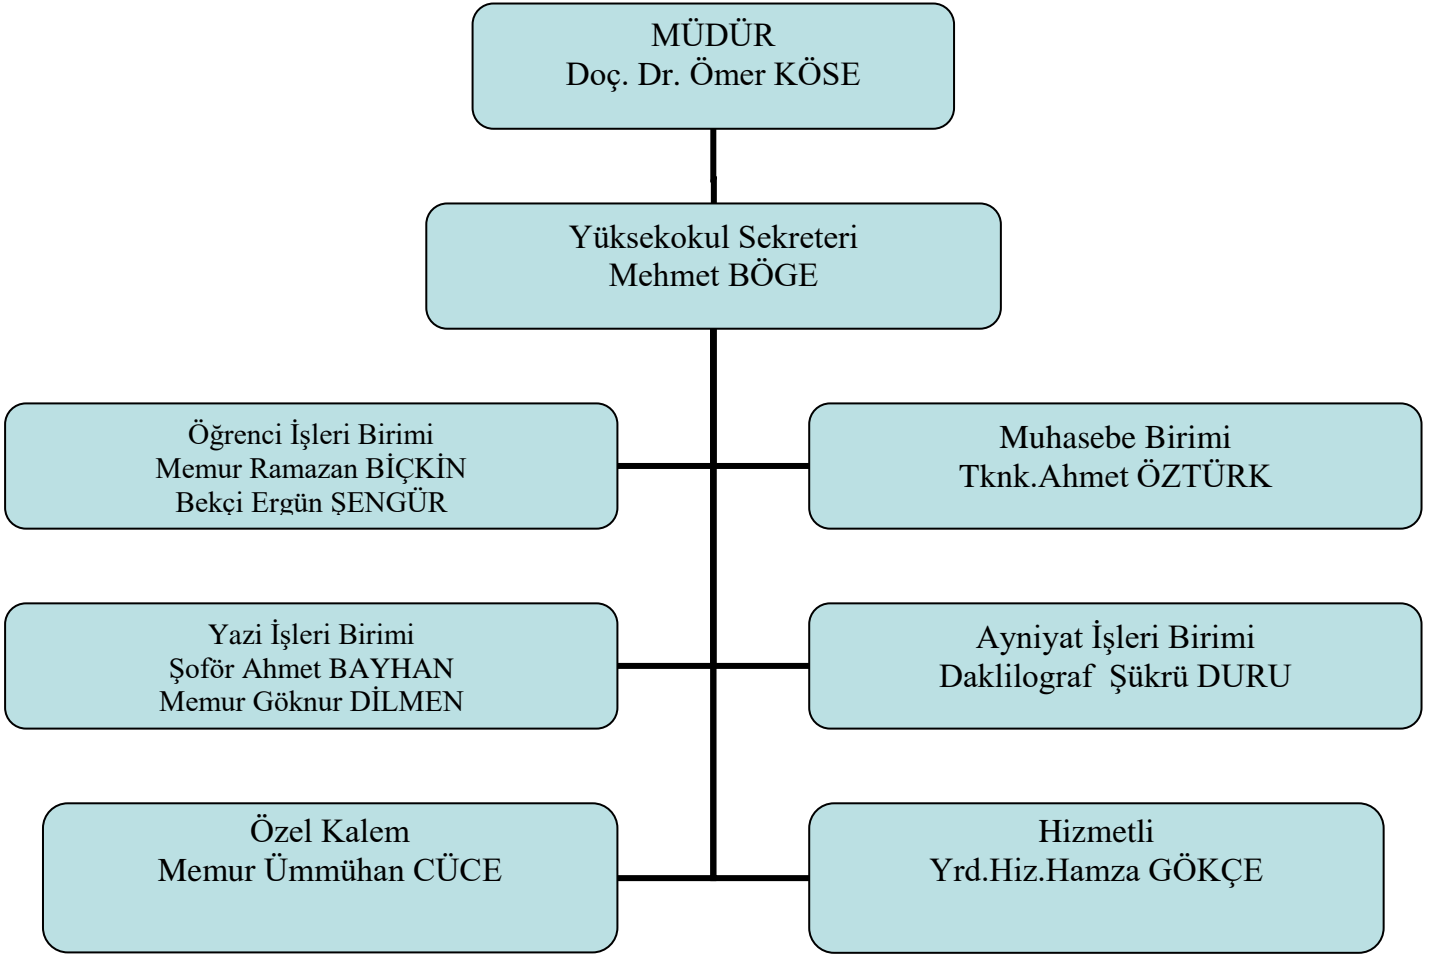 MÜDÜR
Doç. Dr. Ömer KÖSE
Yüksekokul Sekreteri
Mehmet BÖGE
Öğrenci İşleri Birimi
Memur Ramazan BİÇKİN
Bekçi Ergün ŞENGÜR
Muhasebe Birimi
Tknk.Ahmet ÖZTÜRK
Yazi İşleri Birimi
Şoför Ahmet BAYHAN
Memur Göknur DİLMEN
Ayniyat İşleri Birimi
Daklilograf  Şükrü DURU
Özel Kalem
Memur Ümmühan CÜCE
Hizmetli
Yrd.Hiz.Hamza GÖKÇE